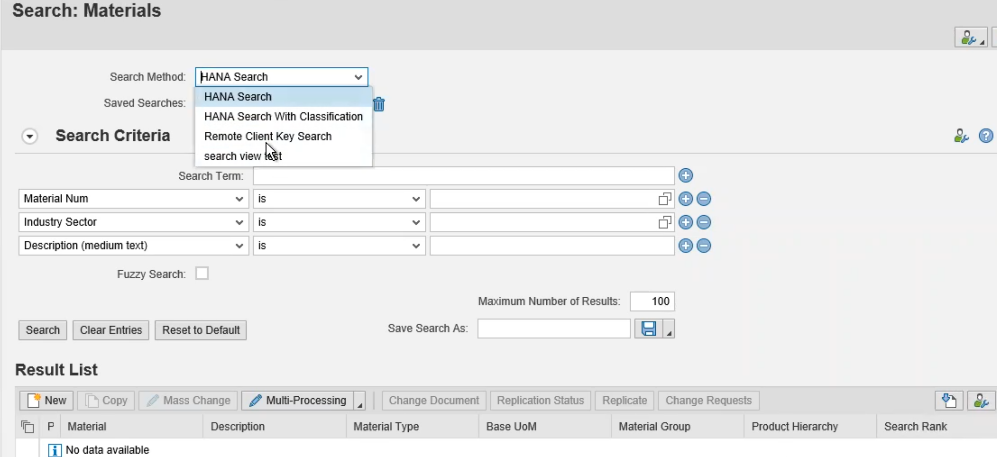 Search: Materials
Search Method: HANA Search
Saved Searches:
HANA Search
HANA Search With Classification
Remote Client Key Search
search view test
Search Criteria
Search Term:
Material Num is
Industry Sector is
Description (medium text) is
Fuzzy Search:
Maximum Number of Results: 100
Search Clear Entries Reset to Default Save Search As:
Result List
New Copy Mass Change Multi-Processing Change Document Replication Status Replicate Change Requests
P Material Description Material Type Base UoM Material Group Product Hierarchy Search Rank
No data available